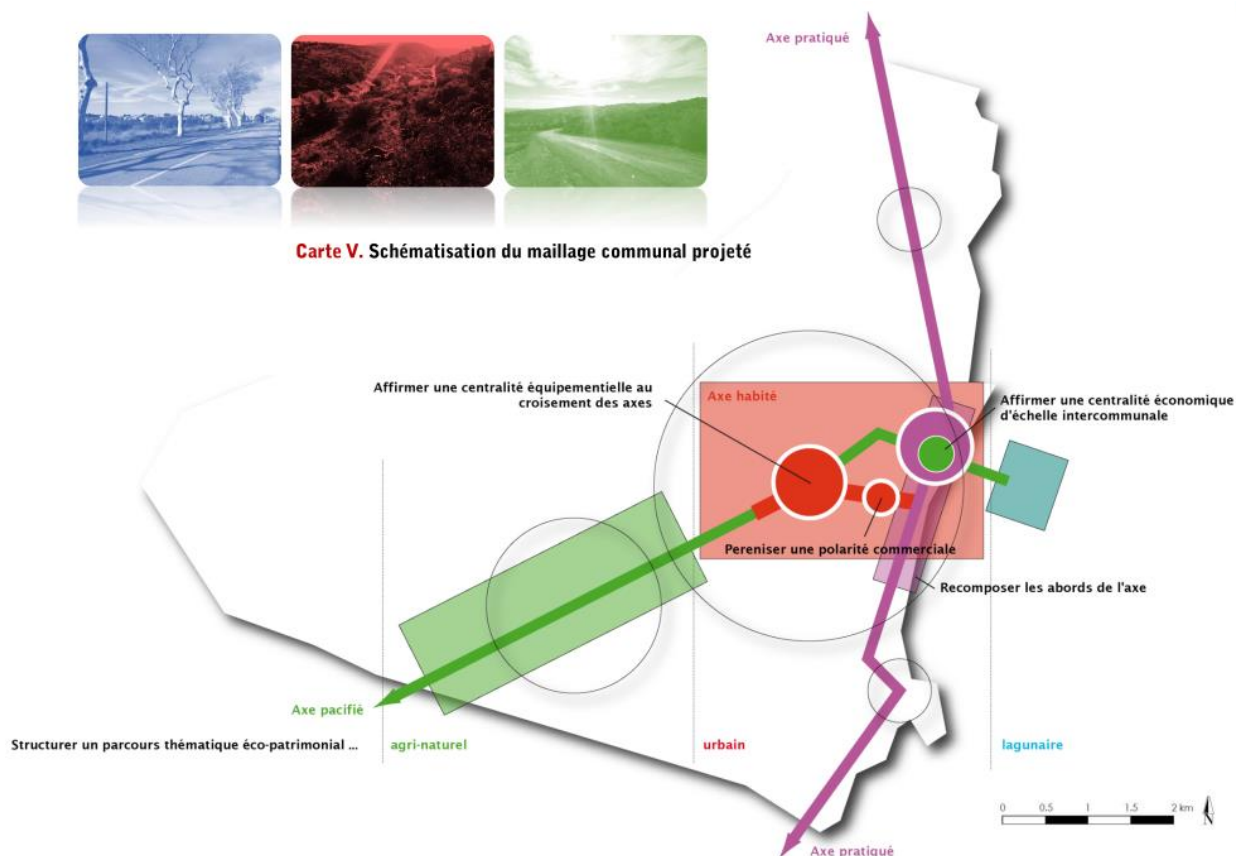 Axe pratiqué
Carte V. Schématisation du maillage communal projeté
Affirmer une centralité équipementielle au
croisement des axes
Axe habité
Affirmer une centralité économique
d'échelle intercommunale
Pereniser une polarité commerciale
Recomposer les abords de l'axe
Axe pacifié
Structurer un parcours thématique éco-patrimonial ...
agri-naturel
urbain
lagunaire
0 0.5 1 1.5 2 km
N
Axe pratiqué